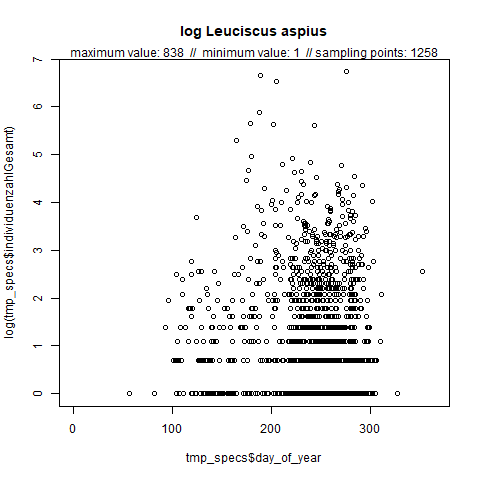 log Leuciscus aspius
maximum value: 838 // minimum value: 1 // sampling points: 1258
log(tmp_specs$individuenzahlGesamt)
7
6
5
4
3
2
1
0
0 100 200 300
tmp_specs$day_of_year